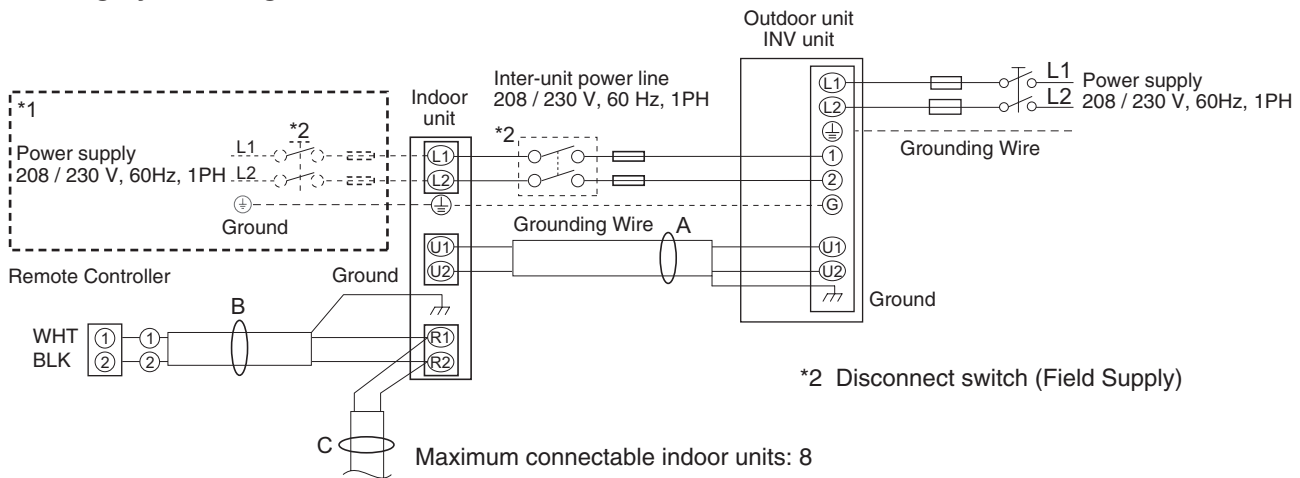 Outdoor unit
INV unit
L1
L2
Power supply
208 / 230 V, 60Hz, 1PH
Grounding Wire
Inter-unit power line
208 / 230 V, 60 Hz, 1PH
*2
Indoor
unit
*1
*2
Power supply
208 / 230 V, 60Hz, 1PH
L1
L2
Ground
L1
L2
U1
U2
R1
R2
L1
L2
1
2
G
U1
U2
Grounding Wire
A
Ground
Remote Controller
Ground
B
WHT
1
1
BLK
2
2
C
*2 Disconnect switch (Field Supply)
Maximum connectable indoor units: 8